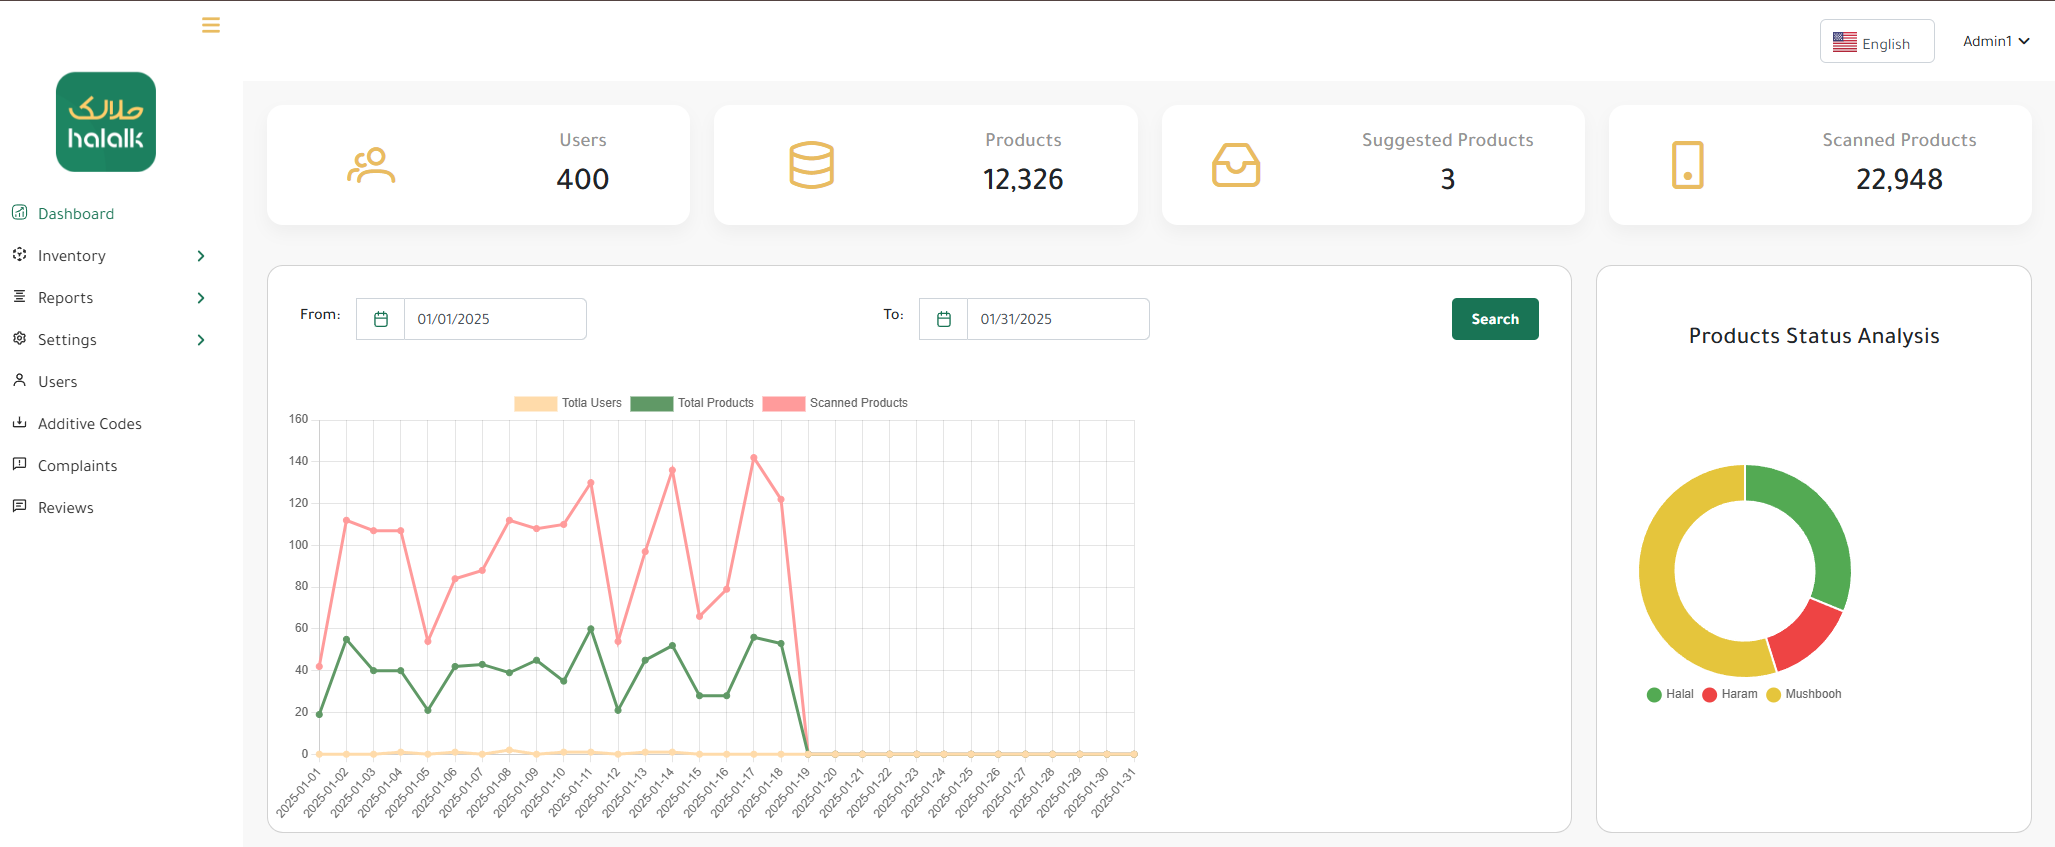 English
Admin1
حلالک
halalk
Dashboard
Inventory
Reports
Settings
Users
Additive Codes
Complaints
Reviews
Users
400
Products
12,326
Suggested Products
3
Scanned Products
22,948
From:
01/01/2025
To:
01/31/2025
Search
Totla Users
Total Products
Scanned Products
160
140
120
100
80
60
40
20
0
2025-01-01
2025-01-02
2025-01-03
2025-01-04
2025-01-05
2025-01-06
2025-01-07
2025-01-08
2025-01-09
2025-01-10
2025-01-11
2025-01-12
2025-01-13
2025-01-14
2025-01-15
2025-01-16
2025-01-17
2025-01-18
2025-01-19
2025-01-20
2025-01-21
2025-01-22
2025-01-23
2025-01-24
2025-01-25
2025-01-26
2025-01-27
2025-01-28
2025-01-29
2025-01-30
2025-01-31
Products Status Analysis
Halal
Haram
Mushbooh